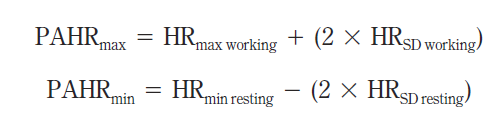 PAHRmax = HRmax working + (2 × HRSD working)
PAHRmin = HRmin resting − (2 × HRSD resting)